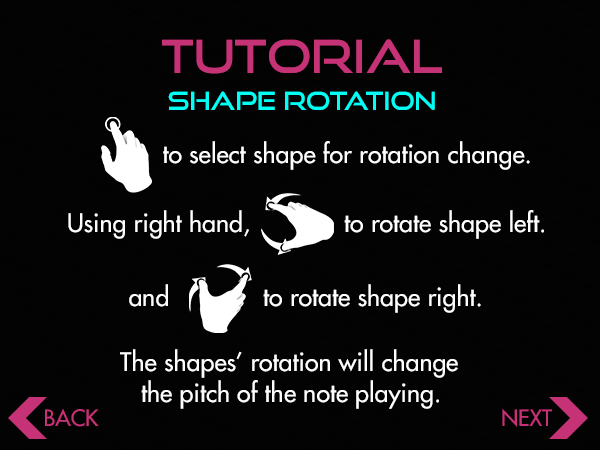 TUTORIAL
SHAPE ROTATION
to select shape for rotation change.
Using right hand, to rotate shape left.
and to rotate shape right.
The shapes’ rotation will change
the pitch of the note playing.
BACK NEXT